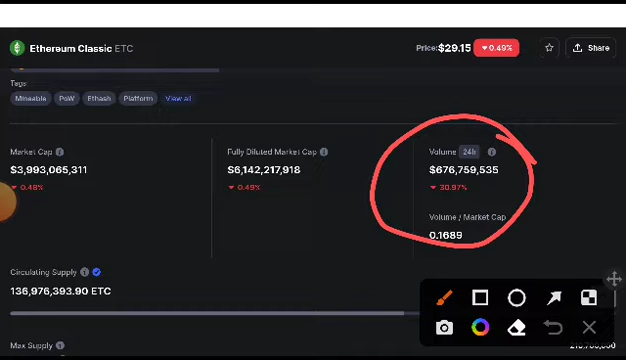 Ethereum Classic ETC
Price: $29.15 ▼0.49%
Share
Tags
Mineable PoW Ethash Platform View all
Market Cap
$3,993,065,311
▼ 0.48%
Fully Diluted Market Cap
$6,142,217,918
▼ 0.49%
Volume 24h
$676,759,535
▼ 30.97%
Volume / Market Cap
0.1689
Circulating Supply
136,976,393.90 ETC
Max Supply